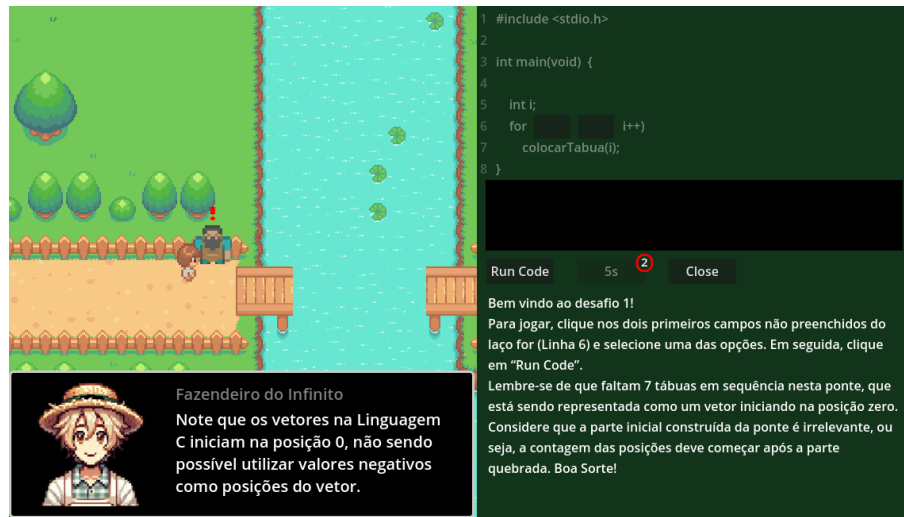 1 #include <stdio.h>
2
3 int main(void) {
4
5 int i;
6 for i++)
7 colocarTabua(i);
8 }
Run Code
5s
2
Close
Bem vindo ao desafio 1!
Para jogar, clique nos dois primeiros campos não preenchidos do
laço for (Linha 6) e selecione uma das opções. Em seguida, clique
em “Run Code”.
Lembre-se de que faltam 7 tábuas em sequência nesta ponte, que
está sendo representada como um vetor iniciando na posição zero.
Considere que a parte inicial construída da ponte é irrelevante, ou
seja, a contagem das posições deve começar após a parte
quebrada. Boa Sorte!
Fazendeiro do Infinito
Note que os vetores na Linguagem
C iniciam na posição 0, não sendo
possível utilizar valores negativos
como posições do vetor.